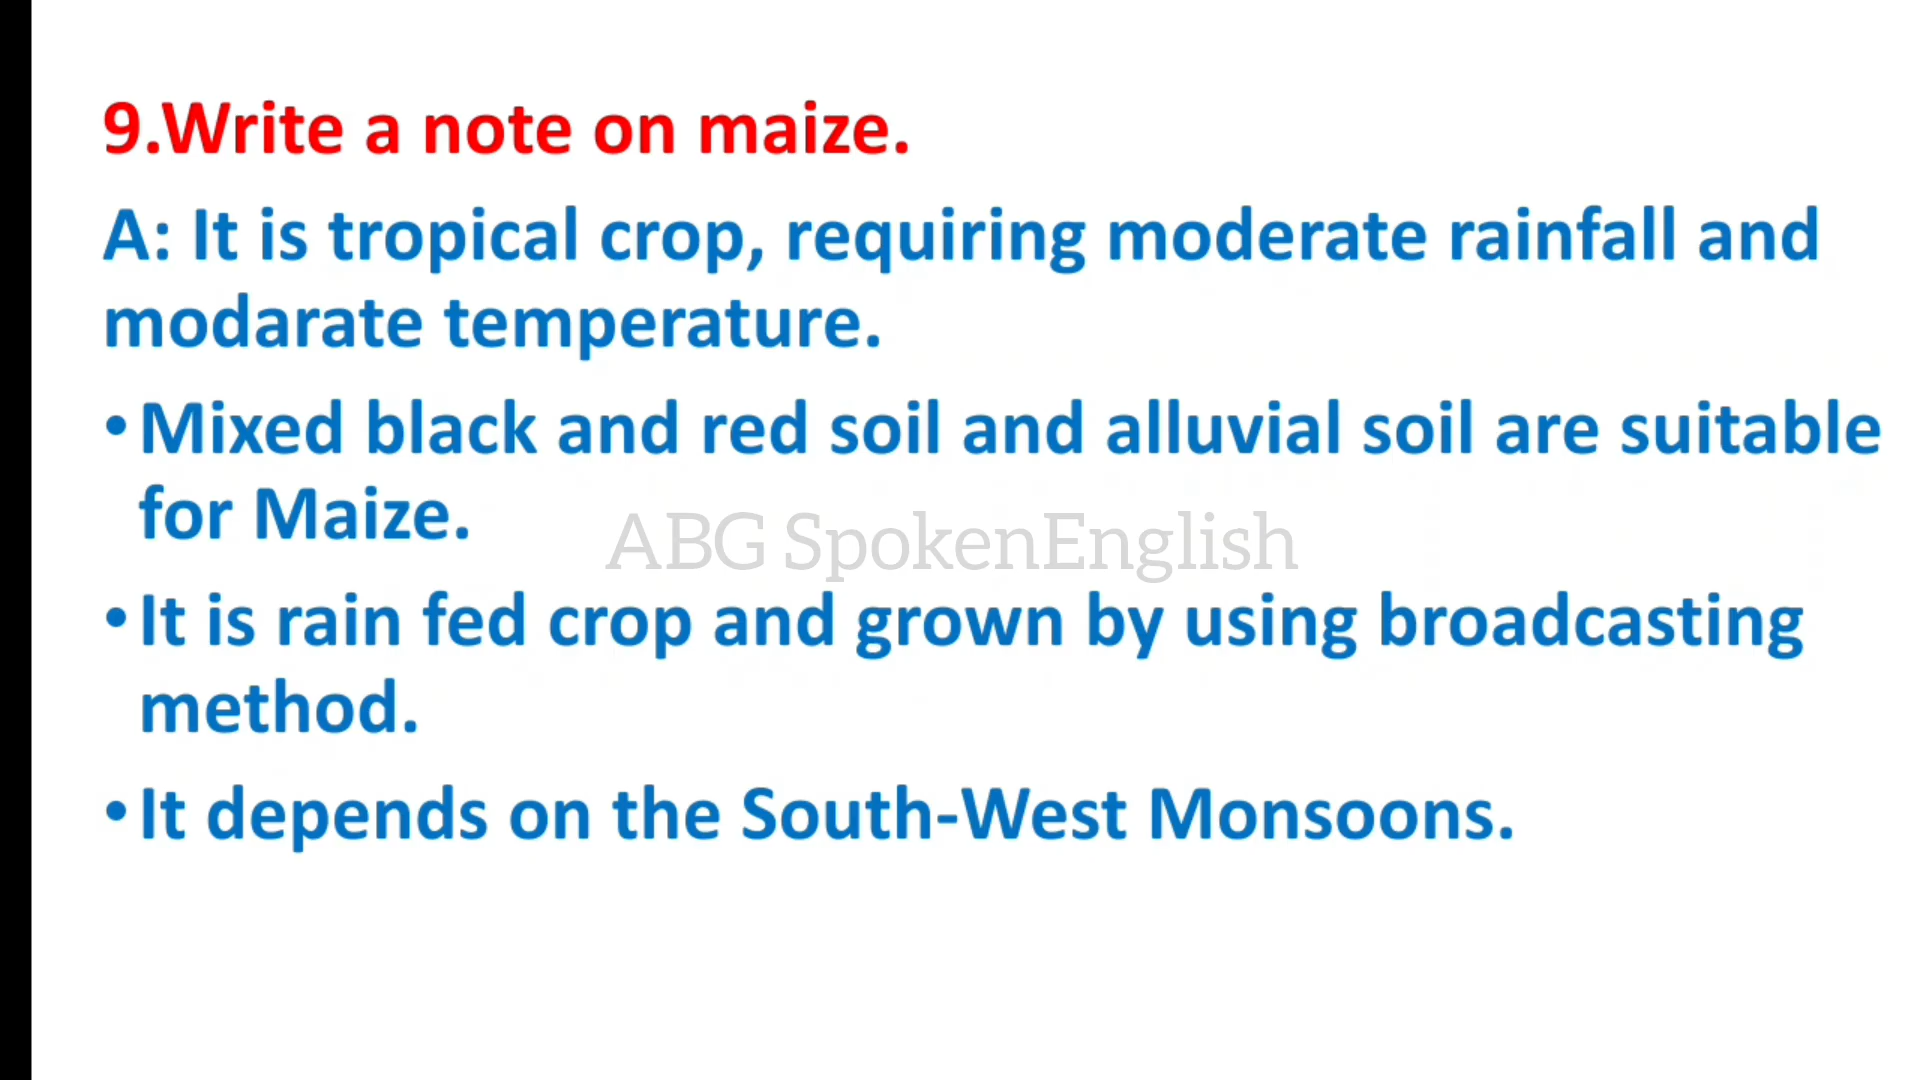 9.Write a note on maize.
A: It is tropical crop, requiring moderate rainfall and
modarate temperature.
•Mixed black and red soil and alluvial soil are suitable
for Maize.
ABG SpokenEnglish
•It is rain fed crop and grown by using broadcasting
method.
•It depends on the South-West Monsoons.